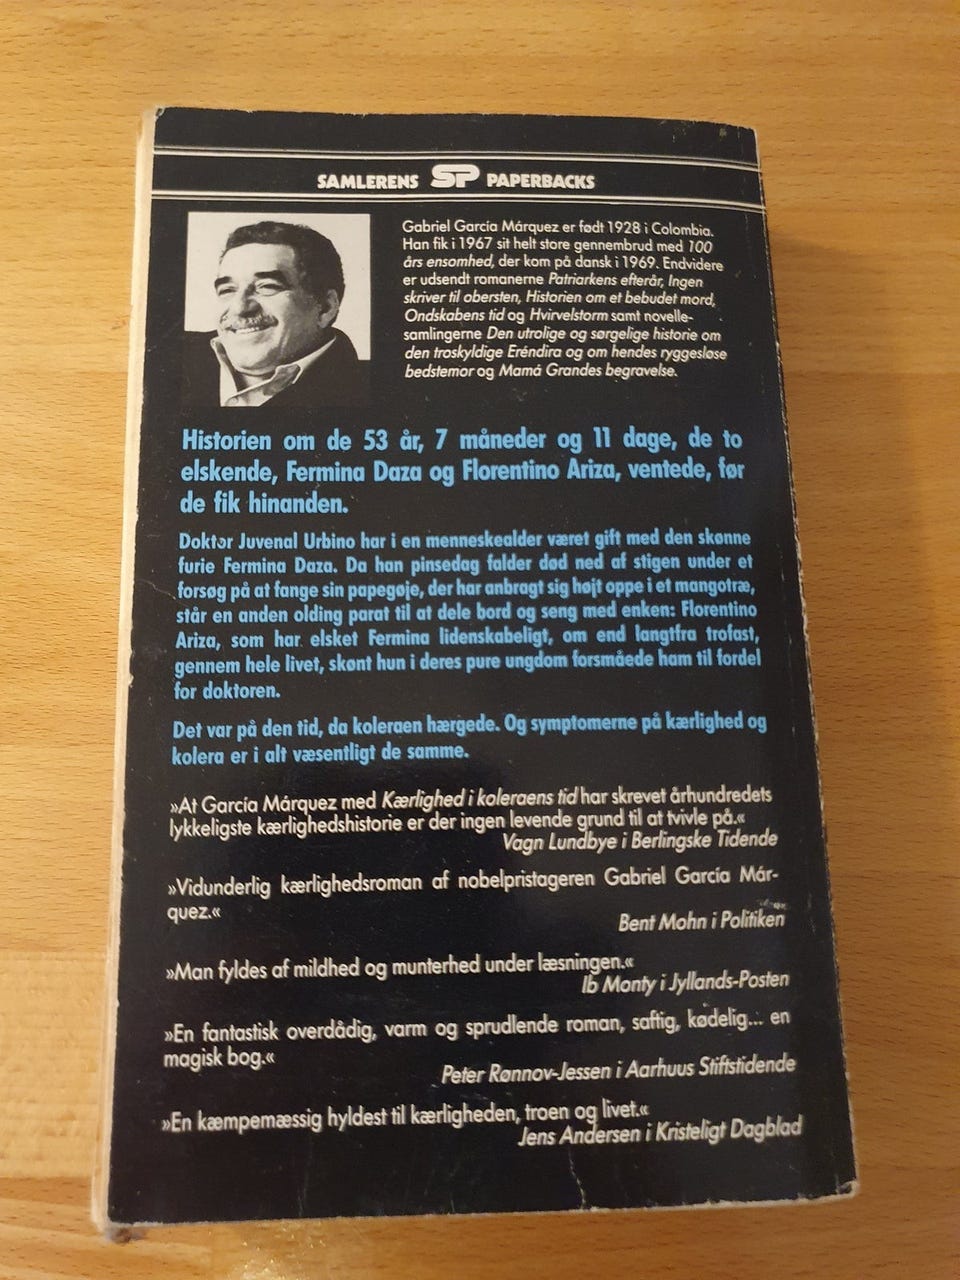 SAMLERENS SP PAPERBACKS
Gabriel García Márquez er født 1928 i Colombia.
Han fik i 1967 sit helt store gennembrud med 100
års ensomhed, der kom på dansk i 1969. Endvidere
er udsendt romanerne Patriarkens efterår, Ingen
skriver til obersten, Historien om et bebudet mord,
Ondskabens tid og Hvirvelstorm samt novelle-
samlingerne Den utrolige og sørgelige historie om
den troskyldige Eréndira og om hendes ryggesløse
bedstemor og Mamá Grandes begravelse.
Historien om de 53 år, 7 måneder og 11 dage, de to
elskende, Fermina Daza og Florentino Ariza, ventede, før
de fik hinanden.
Doktor Juvenal Urbino har i en menneskealder været gift med den skønne
furie Fermina Daza. Da han pinsedag falder død ned af stigen under et
forsøg på at fange sin papegøje, der har anbragt sig højt oppe i et mangotræ,
står en anden olding parat til at dele bord og seng med enken: Florentino
Ariza, som har elsket Fermina lidenskabeligt, om end langtfra trofast,
gennem hele livet, skønt hun i deres pure ungdom forsmåede ham til fordel
for doktoren.
Det var på den tid, da koleraen hærgede. Og symptomerne på kærlighed og
kolera er i alt væsentligt de samme.
»At García Márquez med Kærlighed i koleraens tid har skrevet århundredets
lykkeligste kærlighedshistorie er der ingen levende grund til at tvivle på.«
Vagn Lundbye i Berlingske Tidende
»Vidunderlig kærlighedsroman af nobelpristageren Gabriel García Már-
quez.«
Bent Mohn i Politiken
»Man fyldes af mildhed og munterhed under læsningen.«
Ib Monty i Jyllands-Posten
»En fantastisk overdådig, varm og sprudlende roman, saftig, kødelig... en
magisk bog.«
Peter Rønnov-Jessen i Aarhuus Stiftstidende
»En kæmpemæssig hyldest til kærligheden, troen og livet.«
Jens Andersen i Kristeligt Dagblad